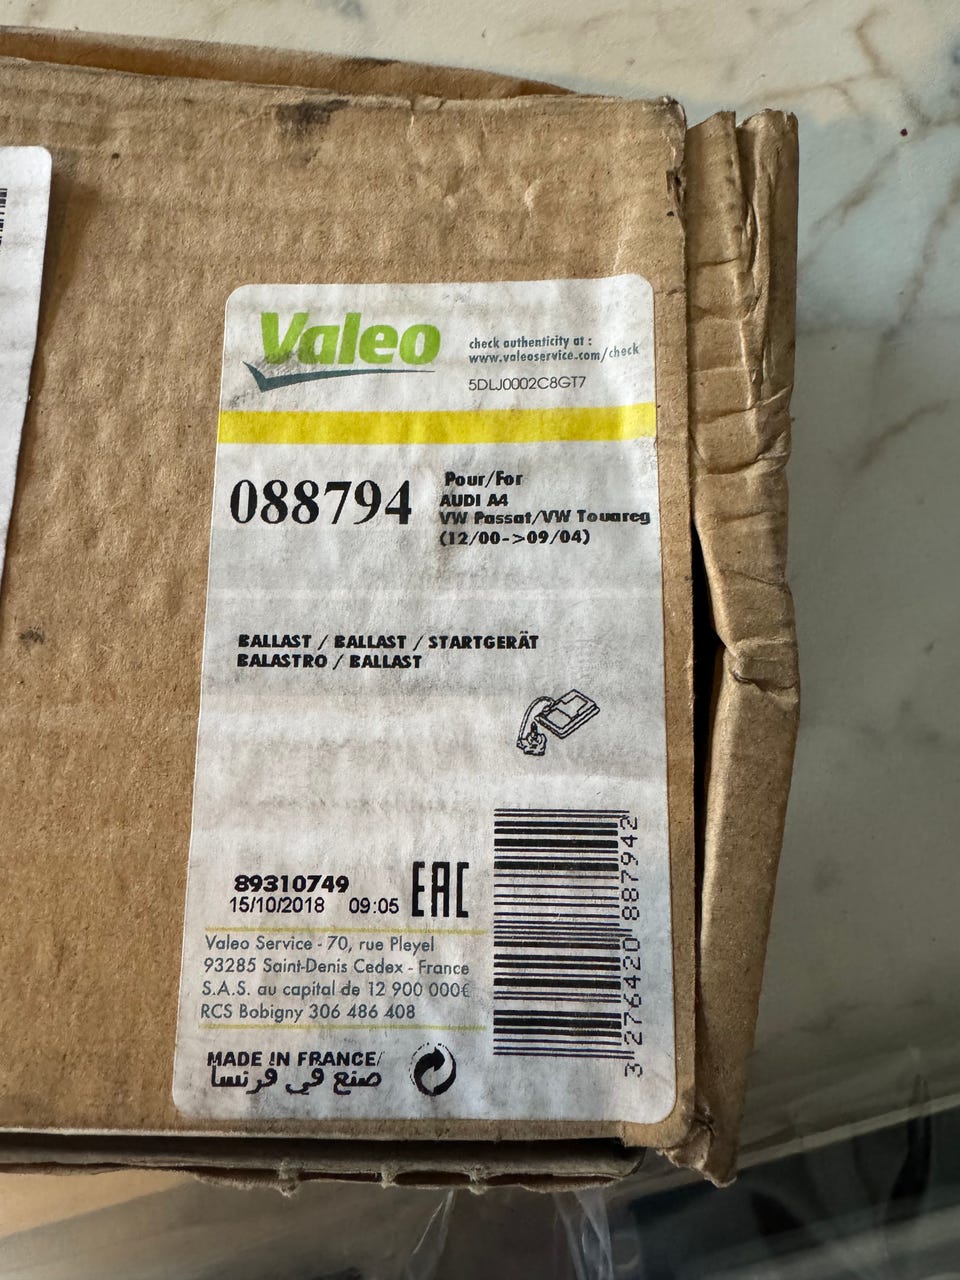 Valeo
check authenticity at :
www.valeoservice.com/check
5DLJ0002C8GT7
088794
Pour/For
AUDI A4
VW Passat/VW Touareg
(12/00->09/04)
BALLAST / BALLAST / STARTGERÄT
BALASTRO / BALLAST
89310749
15/10/2018 09:05
EAC
Valeo Service - 70, rue Pleyel
93285 Saint-Denis Cedex - France
S.A.S. au capital de 12 900 000€
RCS Bobigny 306 486 408
MADE IN FRANCE/
صنع في فرنسا
3 276420 887942